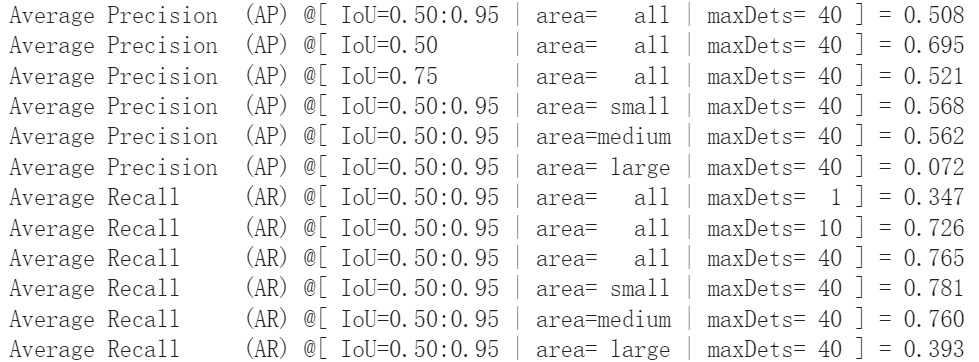 Average Precision  (AP) @[ IoU=0.50:0.95 | area=   all | maxDets= 40 ] = 0.508
Average Precision  (AP) @[ IoU=0.50      | area=   all | maxDets= 40 ] = 0.695
Average Precision  (AP) @[ IoU=0.75      | area=   all | maxDets= 40 ] = 0.521
Average Precision  (AP) @[ IoU=0.50:0.95 | area= small | maxDets= 40 ] = 0.568
Average Precision  (AP) @[ IoU=0.50:0.95 | area=medium | maxDets= 40 ] = 0.562
Average Precision  (AP) @[ IoU=0.50:0.95 | area= large | maxDets= 40 ] = 0.072
Average Recall     (AR) @[ IoU=0.50:0.95 | area=   all | maxDets=  1 ] = 0.347
Average Recall     (AR) @[ IoU=0.50:0.95 | area=   all | maxDets= 10 ] = 0.726
Average Recall     (AR) @[ IoU=0.50:0.95 | area=   all | maxDets= 40 ] = 0.765
Average Recall     (AR) @[ IoU=0.50:0.95 | area= small | maxDets= 40 ] = 0.781
Average Recall     (AR) @[ IoU=0.50:0.95 | area=medium | maxDets= 40 ] = 0.760
Average Recall     (AR) @[ IoU=0.50:0.95 | area= large | maxDets= 40 ] = 0.393